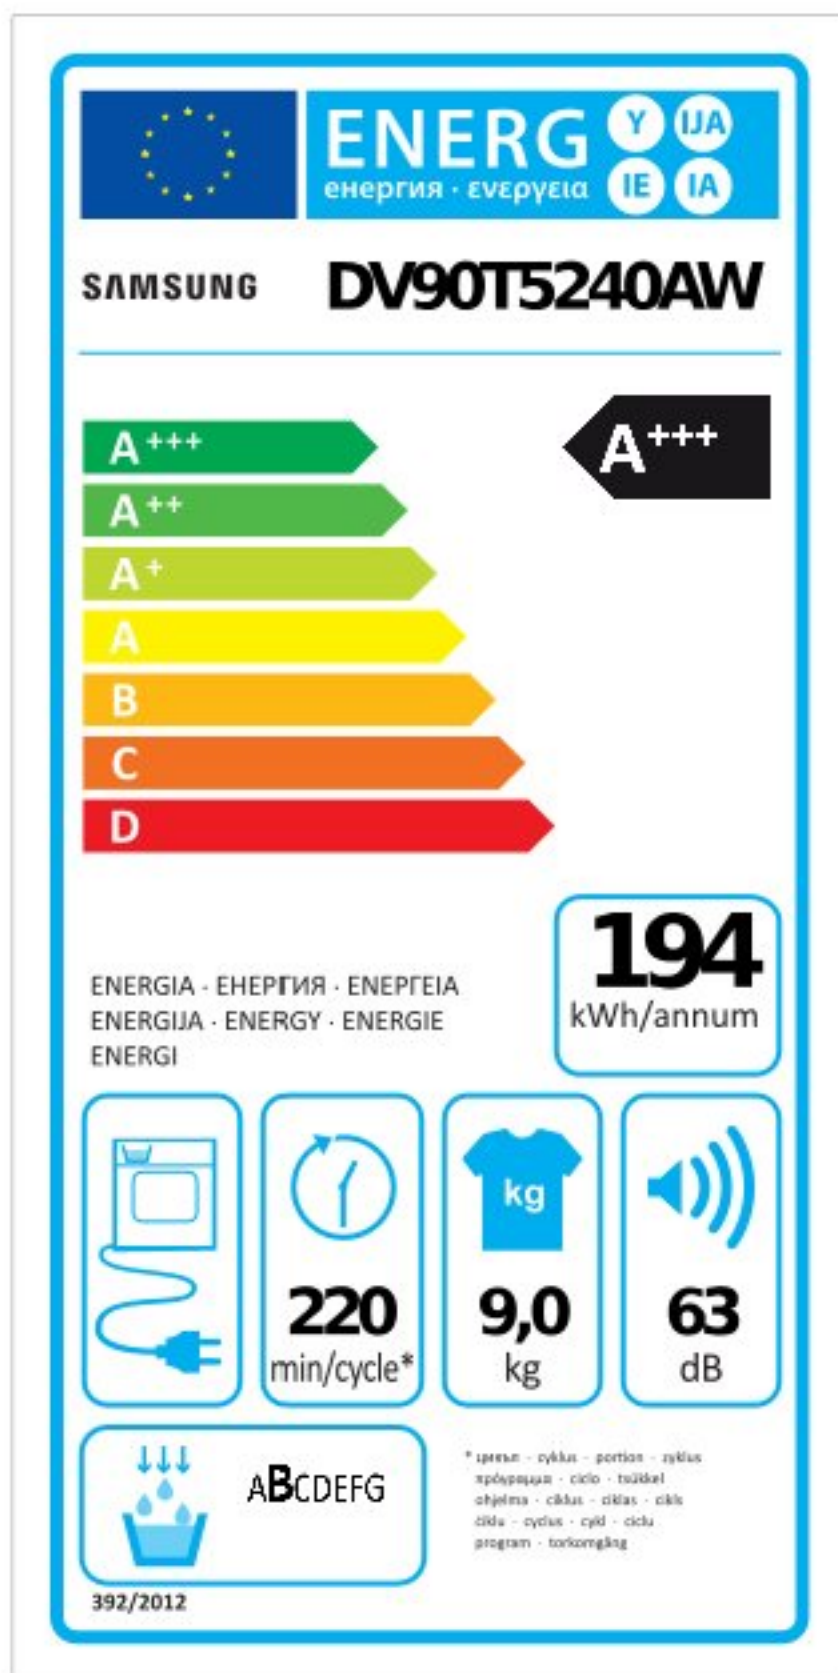 ENERG Y IJA
енергия · ενεργεια IE IA
SAMSUNG DV90T5240AW
A+++ A+++
A++
A+
A
B
C
D
194
kWh/annum
ENERGIA · ЕНЕРГИЯ · ΕΝΕΡΓΕΙΑ
ENERGIJA · ENERGY · ENERGIE
ENERGI
kg
220 9,0 63
min/cycle* kg dB
ABCDEFG
* цикъл · cyklus · portion · zyklus
πρόγραμμα · ciclo · tsükkel
ohjelma · ciklus · ciklas · cikls
ċiklu · cyclus · cykl · ciclu
program · torkomgång
392/2012